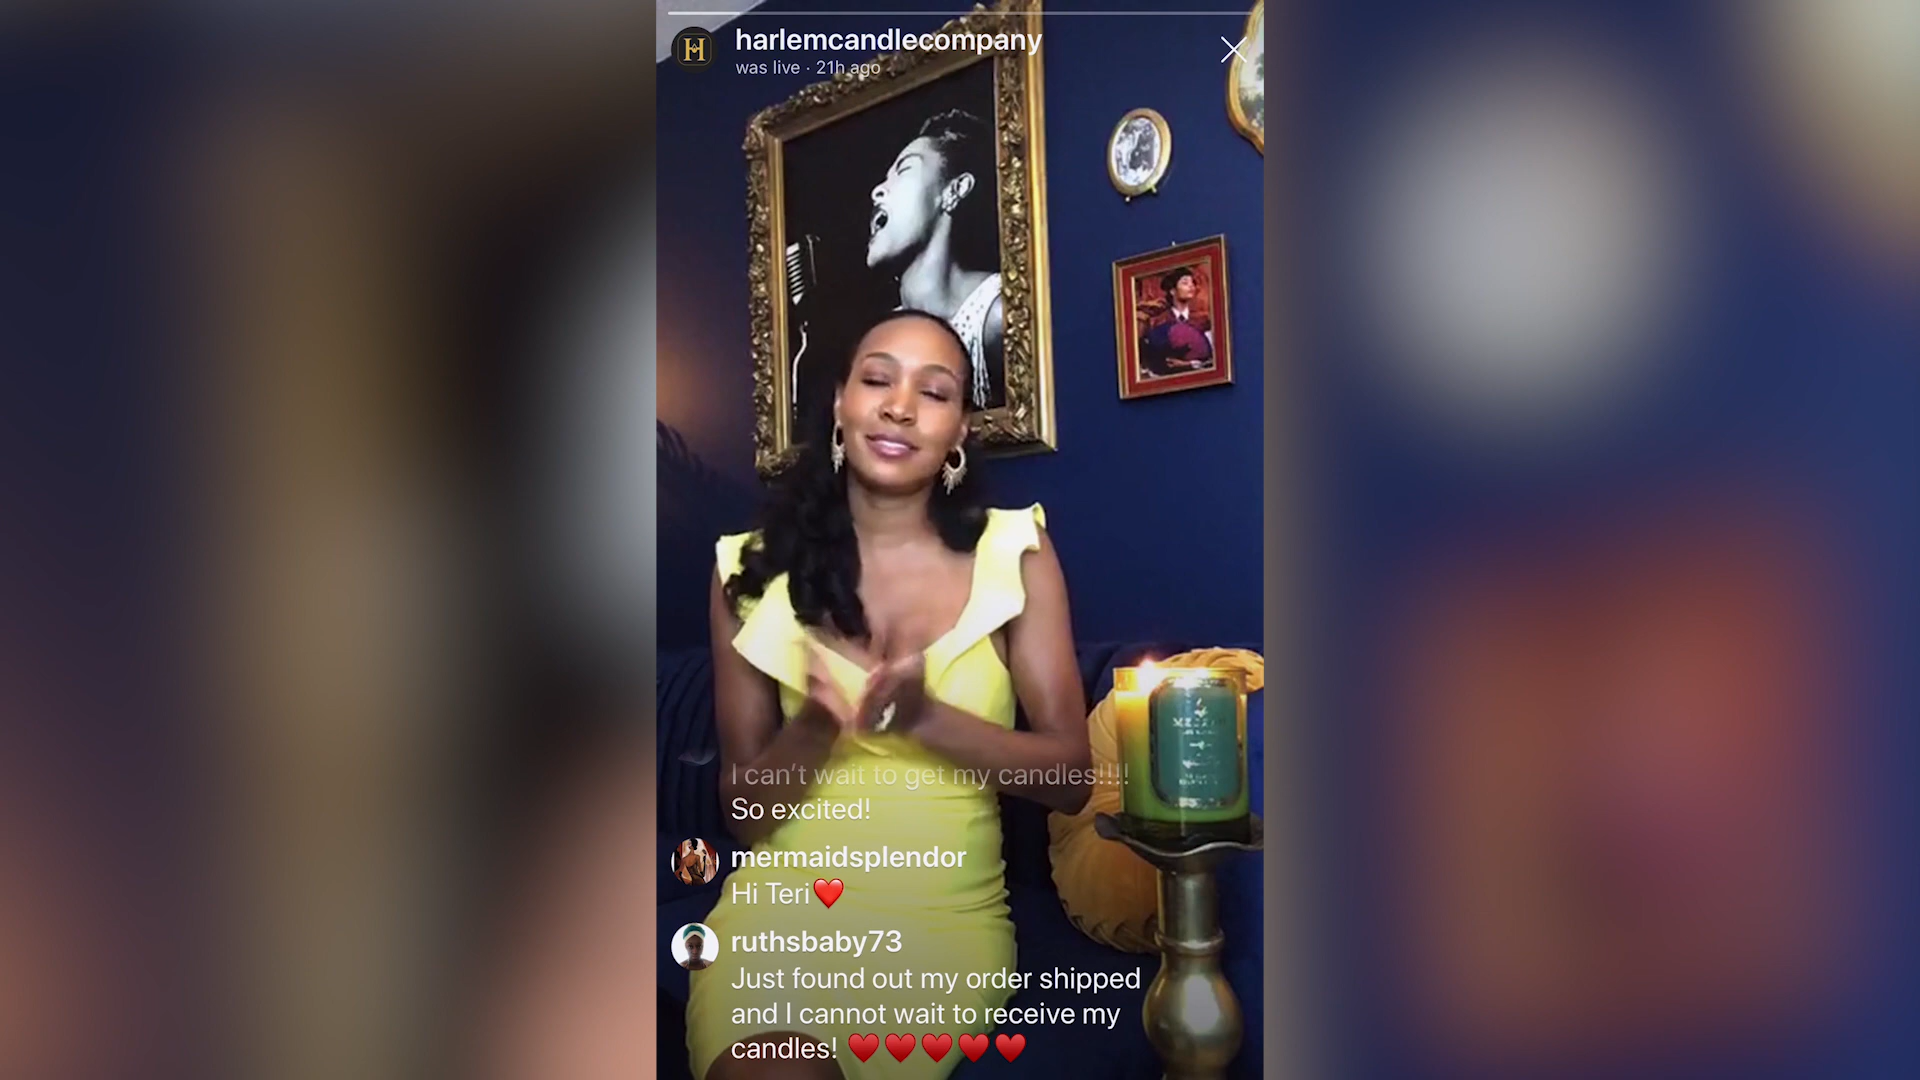 H
harlemcandlecompany
was live · 21h ago
I can't wait to get my candles!!!!
So excited!
mermaidsplendor
Hi Teri❤️
ruthsbaby73
Just found out my order shipped
and I cannot wait to receive my
candles! ❤️❤️❤️❤️❤️